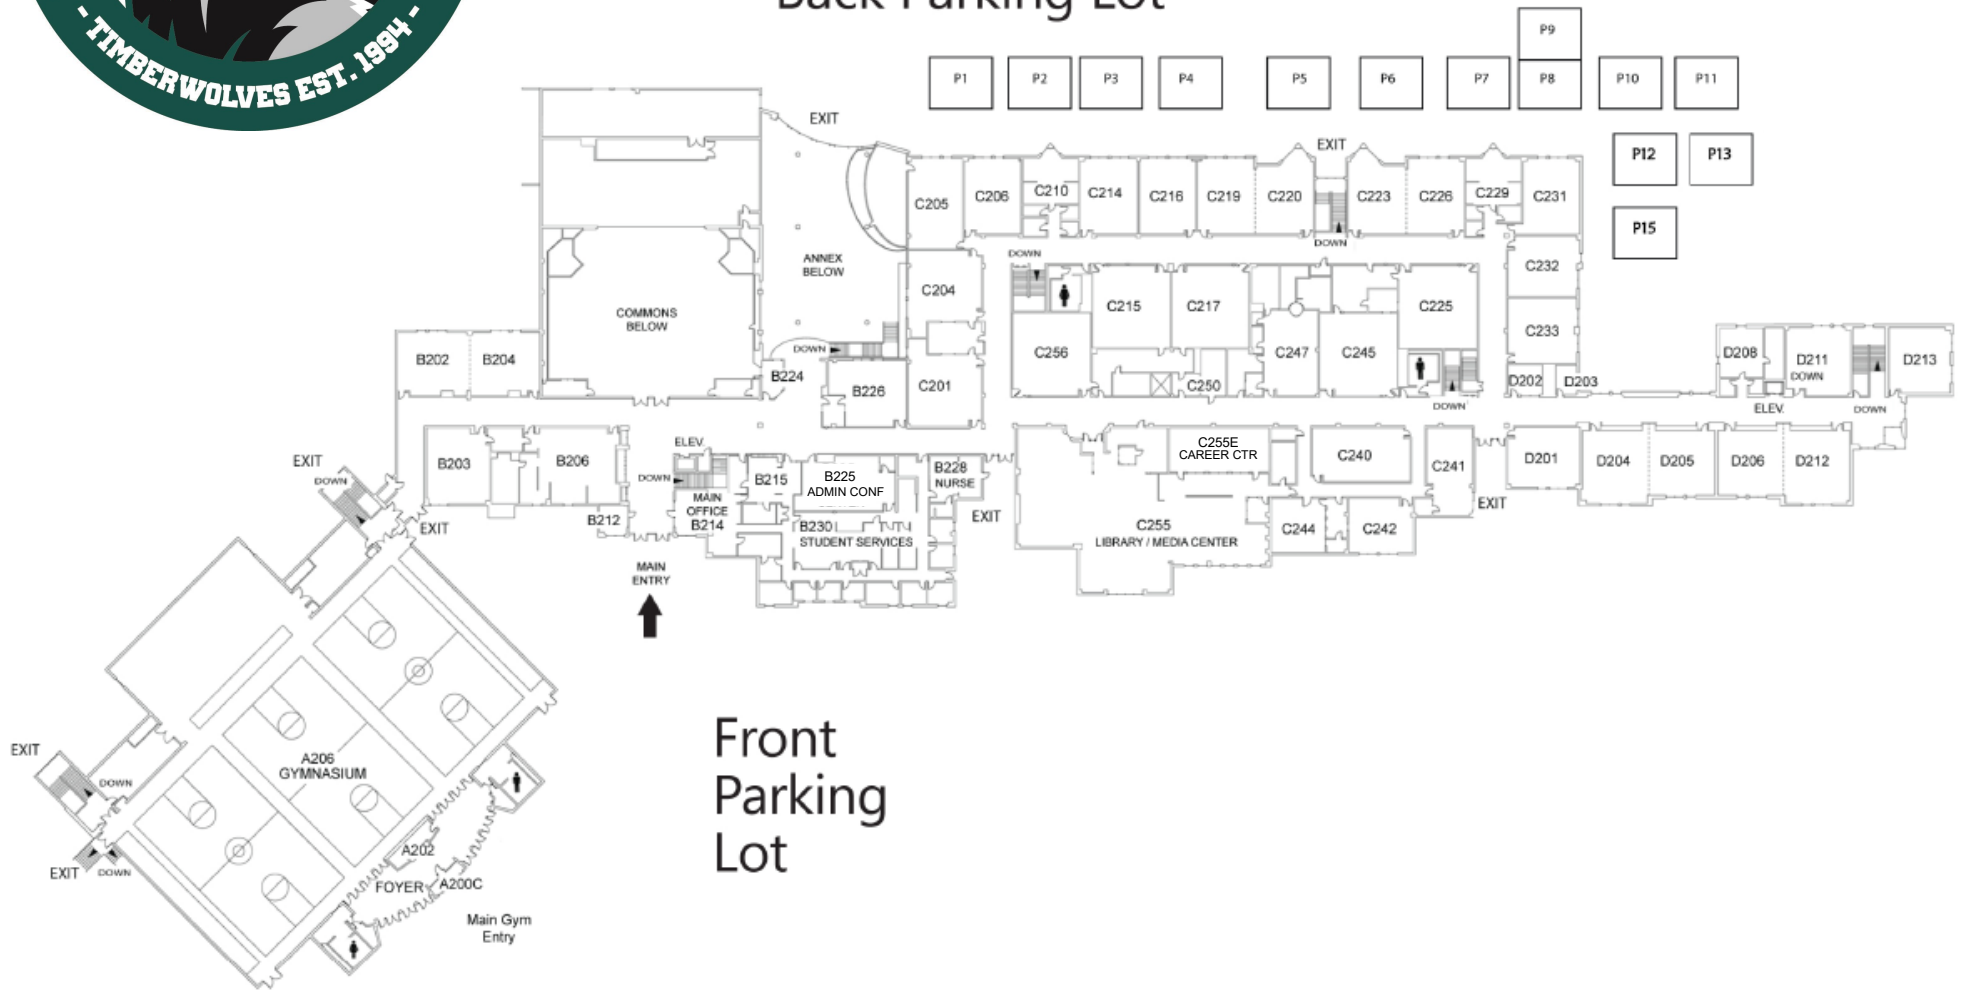 Back Parking Lot
- TIMBERWOLVES EST. 1994 -
P9
P1
P2
P3
P4
P5
P6
P7
P8
P10
P11
P12
P13
P15
EXIT
EXIT
C205
C206
C210
C214
C216
C219
C220
C223
C226
C229
C231
DOWN
DOWN
ANNEX
BELOW
C204
C215
C217
C225
C232
COMMONS
BELOW
C233
B202
B204
DOWN
B224
B226
C201
C256
C250
C247
C245
DOWN
D202
D203
D208
D211
DOWN
D213
ELEV.
DOWN
B203
B206
ELEV.
DOWN
MAIN
OFFICE
B214
B215
B225
ADMIN CONF
B228
NURSE
B212
B230
STUDENT SERVICES
EXIT
C255E
CAREER CTR
C240
C241
EXIT
D201
D204
D205
D206
D212
C255
LIBRARY / MEDIA CENTER
C244
C242
EXIT
DOWN
EXIT
MAIN
ENTRY
A206
GYMNASIUM
EXIT
DOWN
EXIT
DOWN
A202
FOYER
A200C
Main Gym
Entry
Front
Parking
Lot